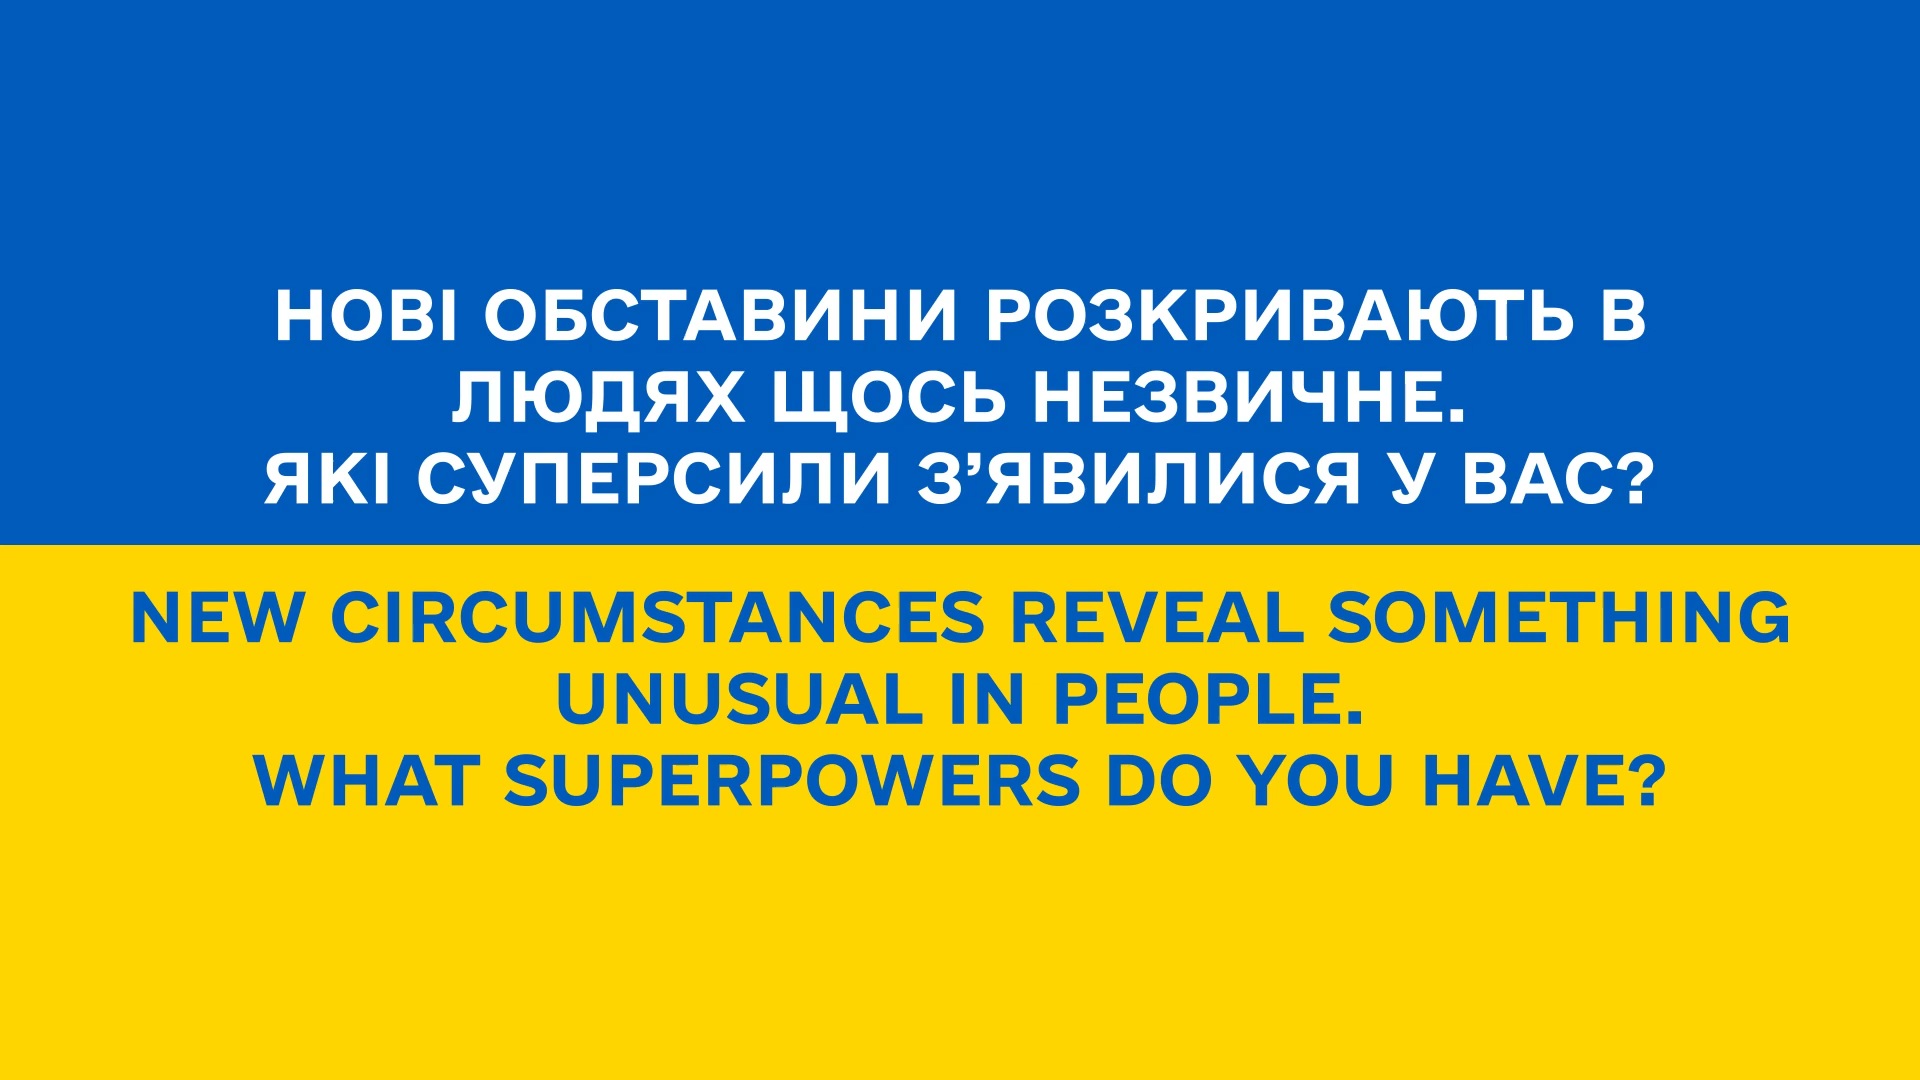 НОВІ ОБСТАВИНИ РОЗКРИВАЮТЬ В
ЛЮДЯХ ЩОСЬ НЕЗВИЧНЕ.
ЯКІ СУПЕРСИЛИ З’ЯВИЛИСЯ У ВАС?
NEW CIRCUMSTANCES REVEAL SOMETHING
UNUSUAL IN PEOPLE.
WHAT SUPERPOWERS DO YOU HAVE?